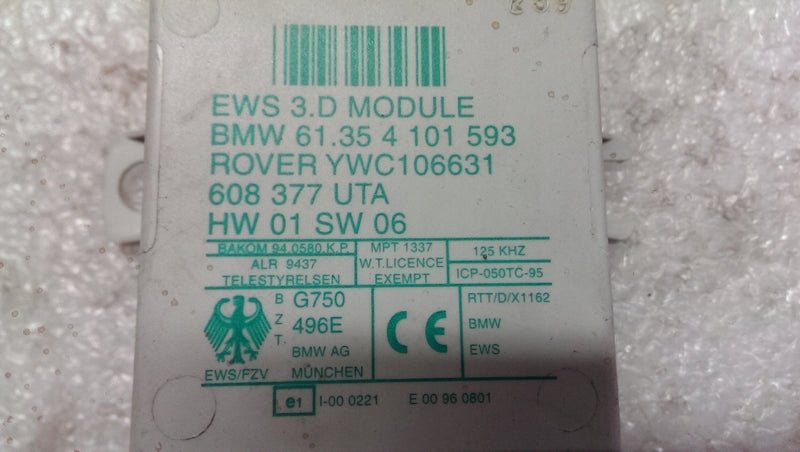 EWS 3.D MODULE
BMW 61.35 4 101 593
ROVER YWC106631
608 377 UTA
HW 01 SW 06
BAKOM 94.0580 K.P.
ALR 9437
TELESTYRELSEN
MPT 1337
W.T.LICENCE
EXEMPT
125 KHZ
ICP-050TC-95
B
Z
T.
G750
496E
BMW AG
MÜNCHEN
EWS/FZV
CE
RTT/D/X1162
BMW
EWS
e1
I-00 0221
E 00 96 0801